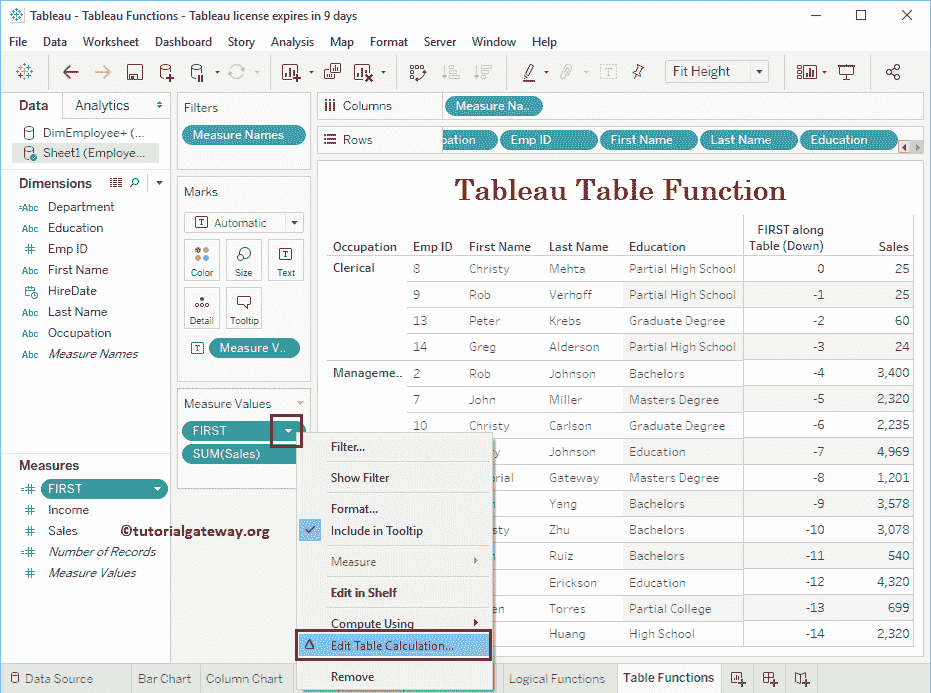 Tableau - Tableau Functions - Tableau license expires in 9 days
File Data Worksheet Dashboard Story Analysis Map Format Server Window Help
Fit Height
Data Analytics
DimEmployee+ (...
Sheet1 (Employe...
Dimensions
Abc Department
Abc Education
Emp ID
Abc First Name
HireDate
Abc Last Name
Abc Occupation
Abc Measure Names
Measures
FIRST
Income
Sales
Number of Records
Measure Values
©tutorialgateway.org
Filters
Measure Names
Marks
Automatic
Color Size Text
Detail Tooltip
Measure V..
Measure Values
FIRST
SUM(Sales)
Columns Measure Na..
Rows pation Emp ID First Name Last Name Education
Tableau Table Function
FIRST along
Occupation Emp ID First Name Last Name Education Table (Down) Sales
Clerical 8 Christy Mehta Partial High School 0 25
9 Rob Verhoff Partial High School -1 25
13 Peter Krebs Graduate Degree -2 60
14 Greg Alderson Partial High School -3 24
Manageme.. 2 Rob Johnson Bachelors -4 3,400
7 John Miller Masters Degree -5 2,320
10 Christy Carlson Graduate Degree -6 2,235
Johnson Education -7 4,969
Gateway Masters Degree -8 1,201
Yang Bachelors -9 3,578
Zhu Bachelors -10 3,078
Ruiz Bachelors -11 540
Erickson Education -12 4,320
Torres Partial College -13 699
Huang High School -14 2,320
Filter...
Show Filter
Format...
Include in Tooltip
Measure
Edit in Shelf
Compute Using
Edit Table Calculation...
Remove
Data Source Bar Chart Column Chart Logical Functions Table Functions